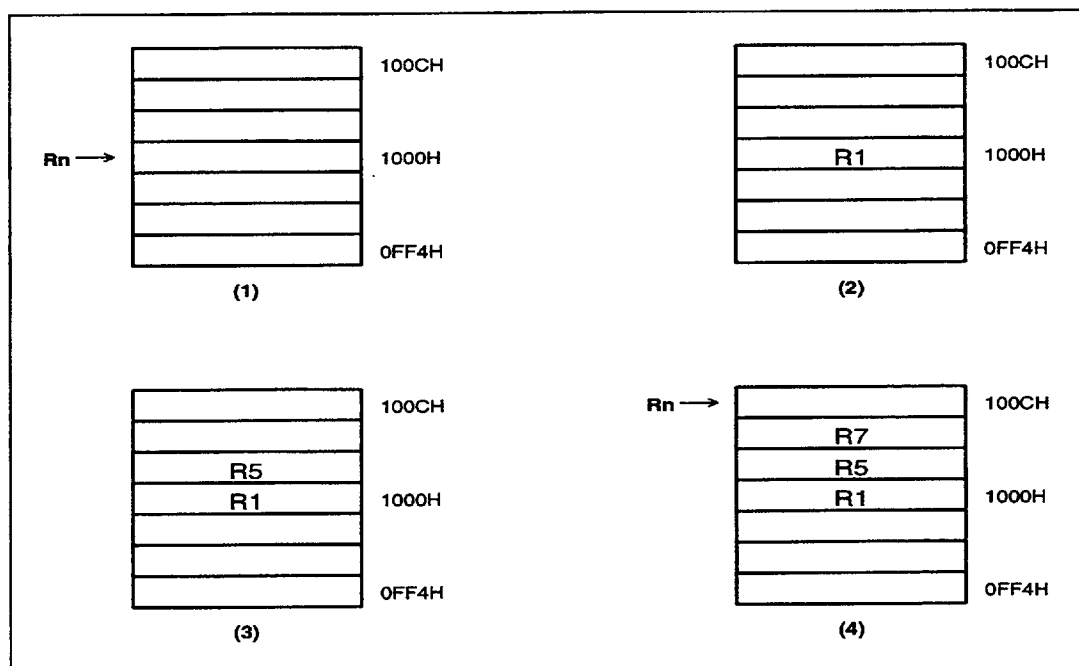 100CH
Rn → 1000H
0FF4H
(1)
100CH
R1 1000H
0FF4H
(2)
100CH
R5
R1 1000H
0FF4H
(3)
Rn → 100CH
R7
R5
R1 1000H
0FF4H
(4)